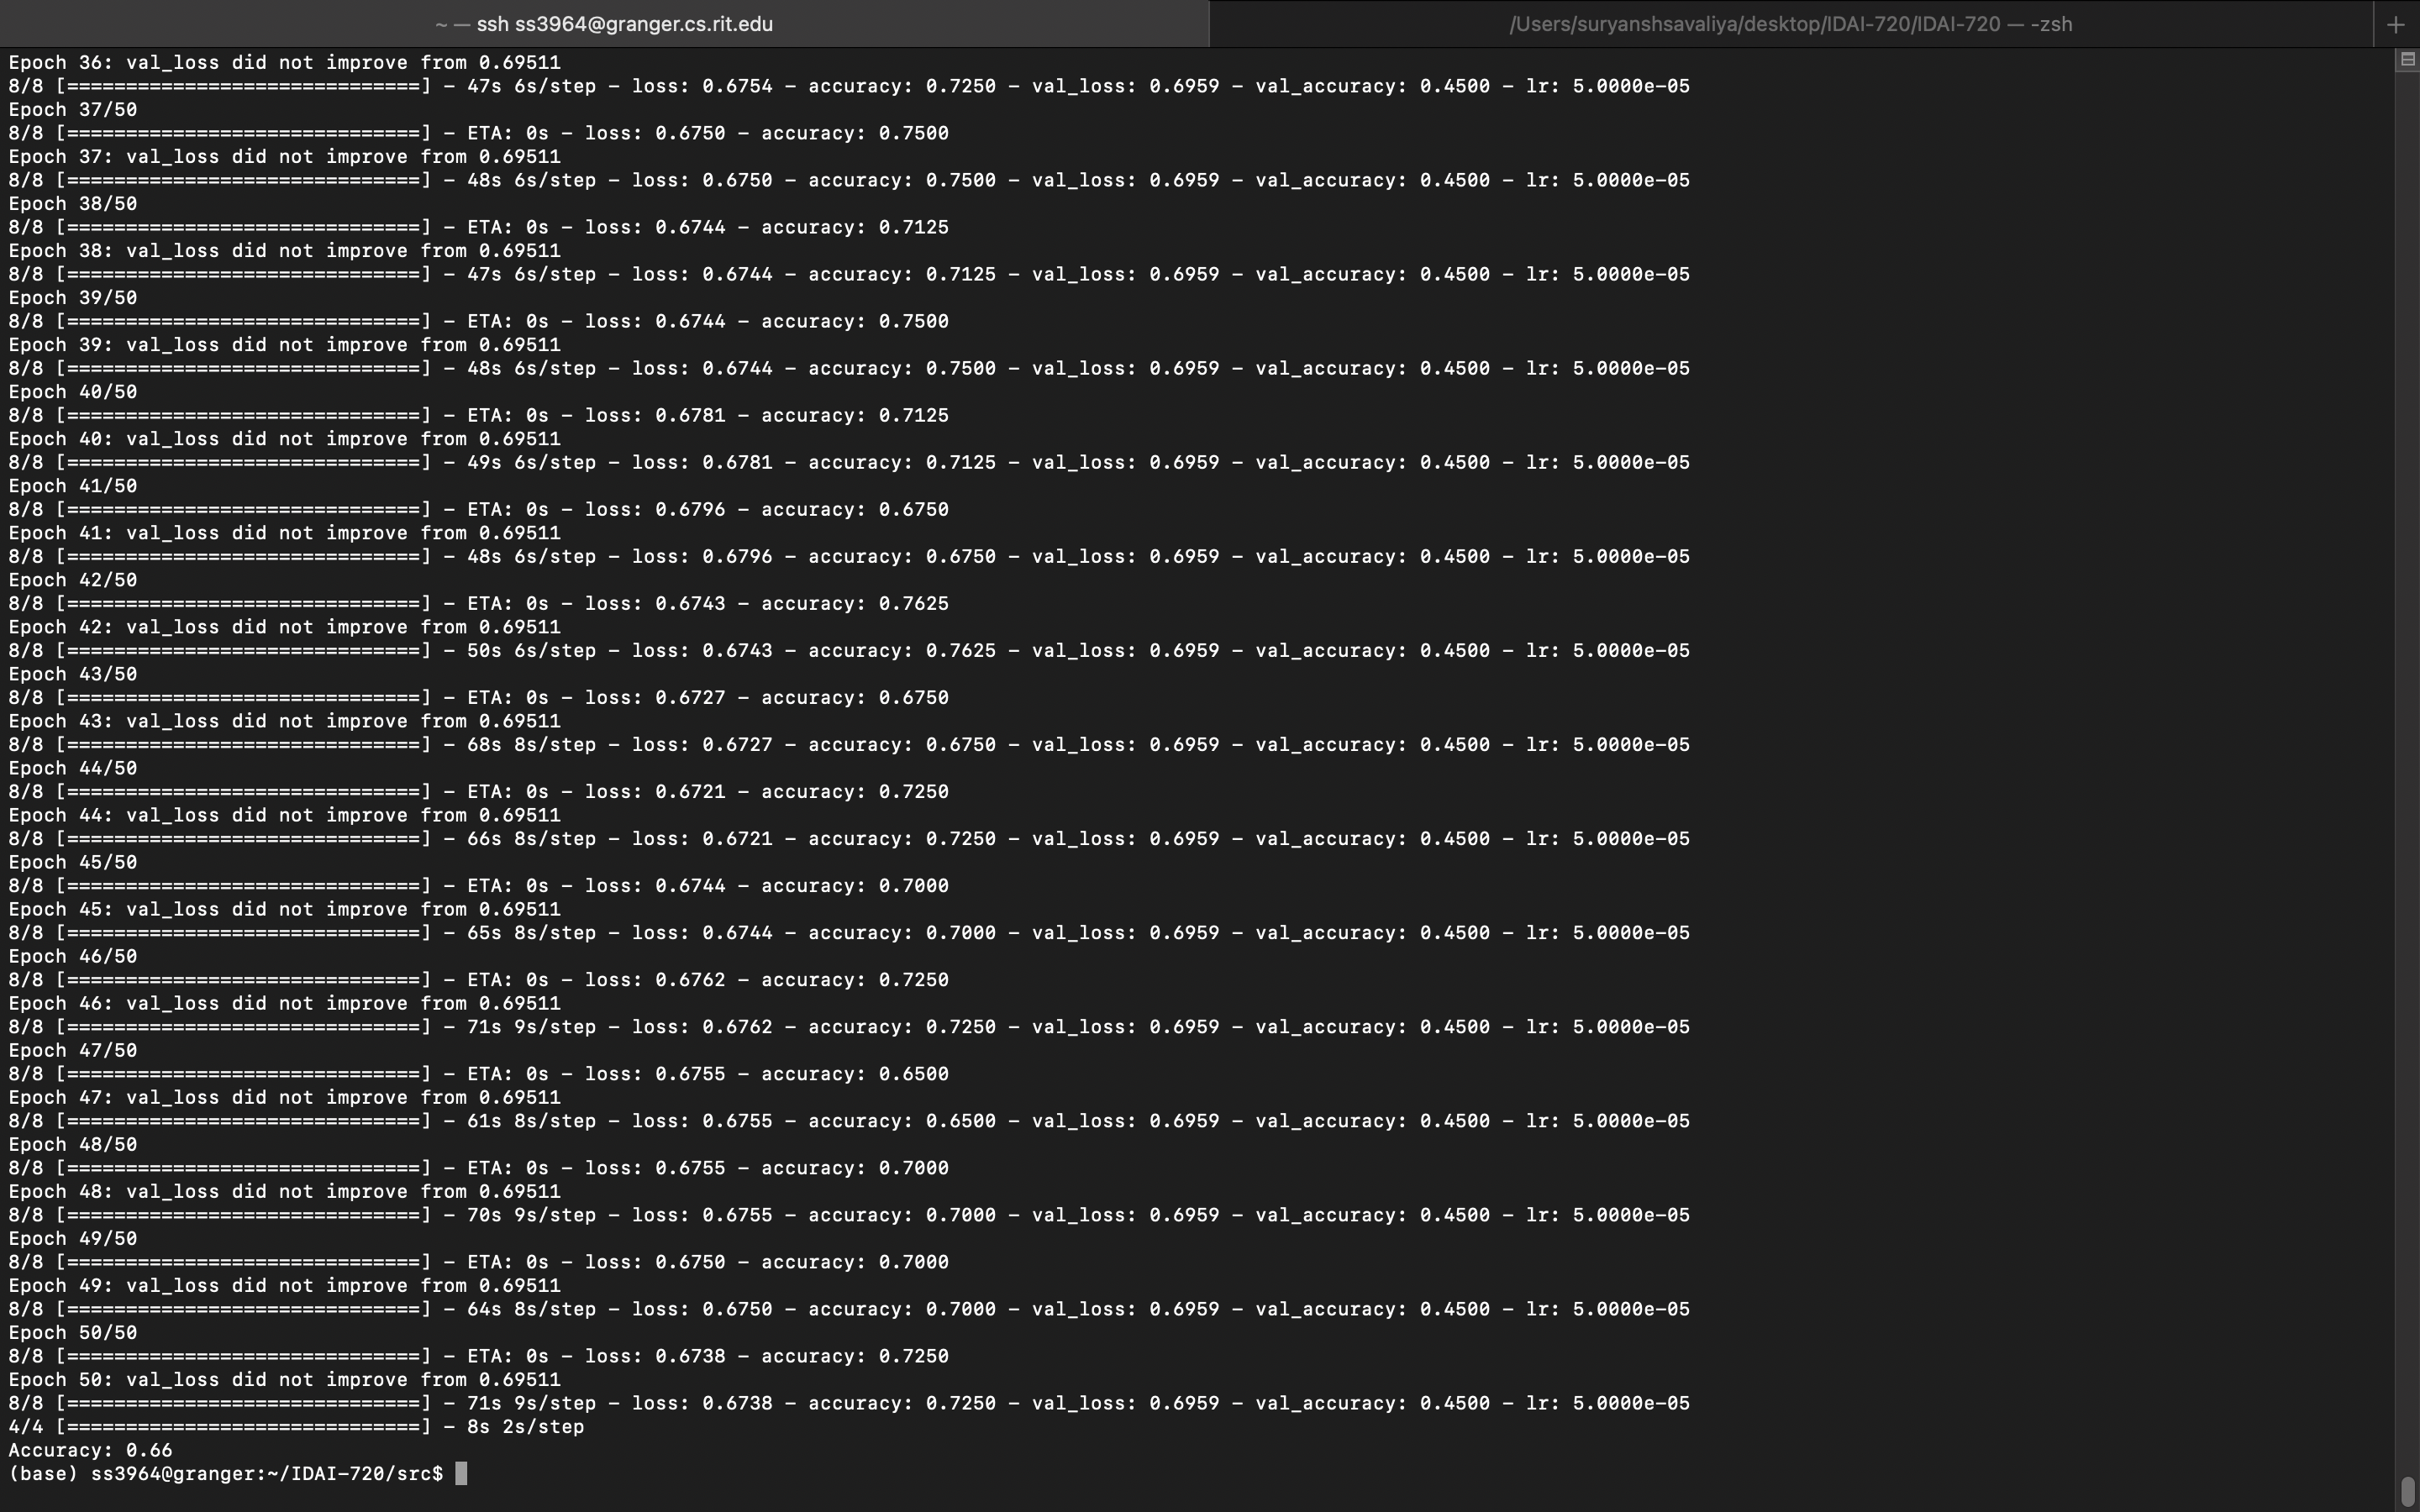 ~ — ssh ss3964@granger.cs.rit.edu
/Users/suryanshsavaliya/desktop/IDAI-720/IDAI-720 — -zsh
+
Epoch 36: val_loss did not improve from 0.69511
8/8 [==============================] - 47s 6s/step - loss: 0.6754 - accuracy: 0.7250 - val_loss: 0.6959 - val_accuracy: 0.4500 - lr: 5.0000e-05
Epoch 37/50
8/8 [==============================] - ETA: 0s - loss: 0.6750 - accuracy: 0.7500
Epoch 37: val_loss did not improve from 0.69511
8/8 [==============================] - 48s 6s/step - loss: 0.6750 - accuracy: 0.7500 - val_loss: 0.6959 - val_accuracy: 0.4500 - lr: 5.0000e-05
Epoch 38/50
8/8 [==============================] - ETA: 0s - loss: 0.6744 - accuracy: 0.7125
Epoch 38: val_loss did not improve from 0.69511
8/8 [==============================] - 47s 6s/step - loss: 0.6744 - accuracy: 0.7125 - val_loss: 0.6959 - val_accuracy: 0.4500 - lr: 5.0000e-05
Epoch 39/50
8/8 [==============================] - ETA: 0s - loss: 0.6744 - accuracy: 0.7500
Epoch 39: val_loss did not improve from 0.69511
8/8 [==============================] - 48s 6s/step - loss: 0.6744 - accuracy: 0.7500 - val_loss: 0.6959 - val_accuracy: 0.4500 - lr: 5.0000e-05
Epoch 40/50
8/8 [==============================] - ETA: 0s - loss: 0.6781 - accuracy: 0.7125
Epoch 40: val_loss did not improve from 0.69511
8/8 [==============================] - 49s 6s/step - loss: 0.6781 - accuracy: 0.7125 - val_loss: 0.6959 - val_accuracy: 0.4500 - lr: 5.0000e-05
Epoch 41/50
8/8 [==============================] - ETA: 0s - loss: 0.6796 - accuracy: 0.6750
Epoch 41: val_loss did not improve from 0.69511
8/8 [==============================] - 48s 6s/step - loss: 0.6796 - accuracy: 0.6750 - val_loss: 0.6959 - val_accuracy: 0.4500 - lr: 5.0000e-05
Epoch 42/50
8/8 [==============================] - ETA: 0s - loss: 0.6743 - accuracy: 0.7625
Epoch 42: val_loss did not improve from 0.69511
8/8 [==============================] - 50s 6s/step - loss: 0.6743 - accuracy: 0.7625 - val_loss: 0.6959 - val_accuracy: 0.4500 - lr: 5.0000e-05
Epoch 43/50
8/8 [==============================] - ETA: 0s - loss: 0.6727 - accuracy: 0.6750
Epoch 43: val_loss did not improve from 0.69511
8/8 [==============================] - 68s 8s/step - loss: 0.6727 - accuracy: 0.6750 - val_loss: 0.6959 - val_accuracy: 0.4500 - lr: 5.0000e-05
Epoch 44/50
8/8 [==============================] - ETA: 0s - loss: 0.6721 - accuracy: 0.7250
Epoch 44: val_loss did not improve from 0.69511
8/8 [==============================] - 66s 8s/step - loss: 0.6721 - accuracy: 0.7250 - val_loss: 0.6959 - val_accuracy: 0.4500 - lr: 5.0000e-05
Epoch 45/50
8/8 [==============================] - ETA: 0s - loss: 0.6744 - accuracy: 0.7000
Epoch 45: val_loss did not improve from 0.69511
8/8 [==============================] - 65s 8s/step - loss: 0.6744 - accuracy: 0.7000 - val_loss: 0.6959 - val_accuracy: 0.4500 - lr: 5.0000e-05
Epoch 46/50
8/8 [==============================] - ETA: 0s - loss: 0.6762 - accuracy: 0.7250
Epoch 46: val_loss did not improve from 0.69511
8/8 [==============================] - 71s 9s/step - loss: 0.6762 - accuracy: 0.7250 - val_loss: 0.6959 - val_accuracy: 0.4500 - lr: 5.0000e-05
Epoch 47/50
8/8 [==============================] - ETA: 0s - loss: 0.6755 - accuracy: 0.6500
Epoch 47: val_loss did not improve from 0.69511
8/8 [==============================] - 61s 8s/step - loss: 0.6755 - accuracy: 0.6500 - val_loss: 0.6959 - val_accuracy: 0.4500 - lr: 5.0000e-05
Epoch 48/50
8/8 [==============================] - ETA: 0s - loss: 0.6755 - accuracy: 0.7000
Epoch 48: val_loss did not improve from 0.69511
8/8 [==============================] - 70s 9s/step - loss: 0.6755 - accuracy: 0.7000 - val_loss: 0.6959 - val_accuracy: 0.4500 - lr: 5.0000e-05
Epoch 49/50
8/8 [==============================] - ETA: 0s - loss: 0.6750 - accuracy: 0.7000
Epoch 49: val_loss did not improve from 0.69511
8/8 [==============================] - 64s 8s/step - loss: 0.6750 - accuracy: 0.7000 - val_loss: 0.6959 - val_accuracy: 0.4500 - lr: 5.0000e-05
Epoch 50/50
8/8 [==============================] - ETA: 0s - loss: 0.6738 - accuracy: 0.7250
Epoch 50: val_loss did not improve from 0.69511
8/8 [==============================] - 71s 9s/step - loss: 0.6738 - accuracy: 0.7250 - val_loss: 0.6959 - val_accuracy: 0.4500 - lr: 5.0000e-05
4/4 [==============================] - 8s 2s/step
Accuracy: 0.66
(base) ss3964@granger:~/IDAI-720/src$